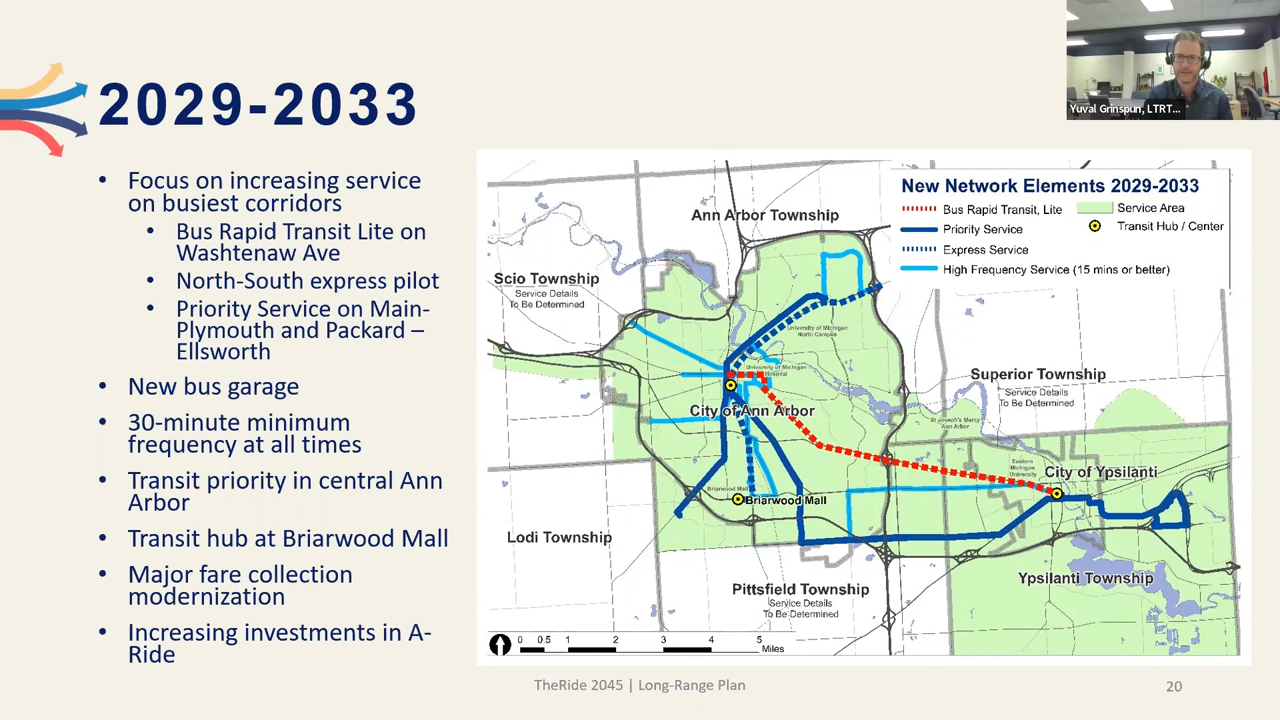 Yuval Grinspun, LTRT...
2029-2033
• Focus on increasing service
on busiest corridors
• Bus Rapid Transit Lite on
Washtenaw Ave
• North-South express pilot
• Priority Service on Main-
Plymouth and Packard –
Ellsworth
• New bus garage
• 30-minute minimum
frequency at all times
• Transit priority in central Ann
Arbor
• Transit hub at Briarwood Mall
• Major fare collection
modernization
• Increasing investments in A-
Ride
New Network Elements 2029-2033
Bus Rapid Transit, Lite
Priority Service
Express Service
High Frequency Service (15 mins or better)
Service Area
Transit Hub / Center
Ann Arbor Township
Scio Township
Service Details
To Be Determined
University of Michigan
North Campus
University of Michigan
Hospital
City of Ann Arbor
Superior Township
Service Details
To Be Determined
St Joseph's Mercy
Ann Arbor
Eastern
Michigan
University
City of Ypsilanti
Briarwood Mall
Briarwood Mall
Lodi Township
Pittsfield Township
Service Details
To Be Determined
Ypsilanti Township
0 0.5 1 2 3 4 5
Miles
TheRide 2045 | Long-Range Plan
20